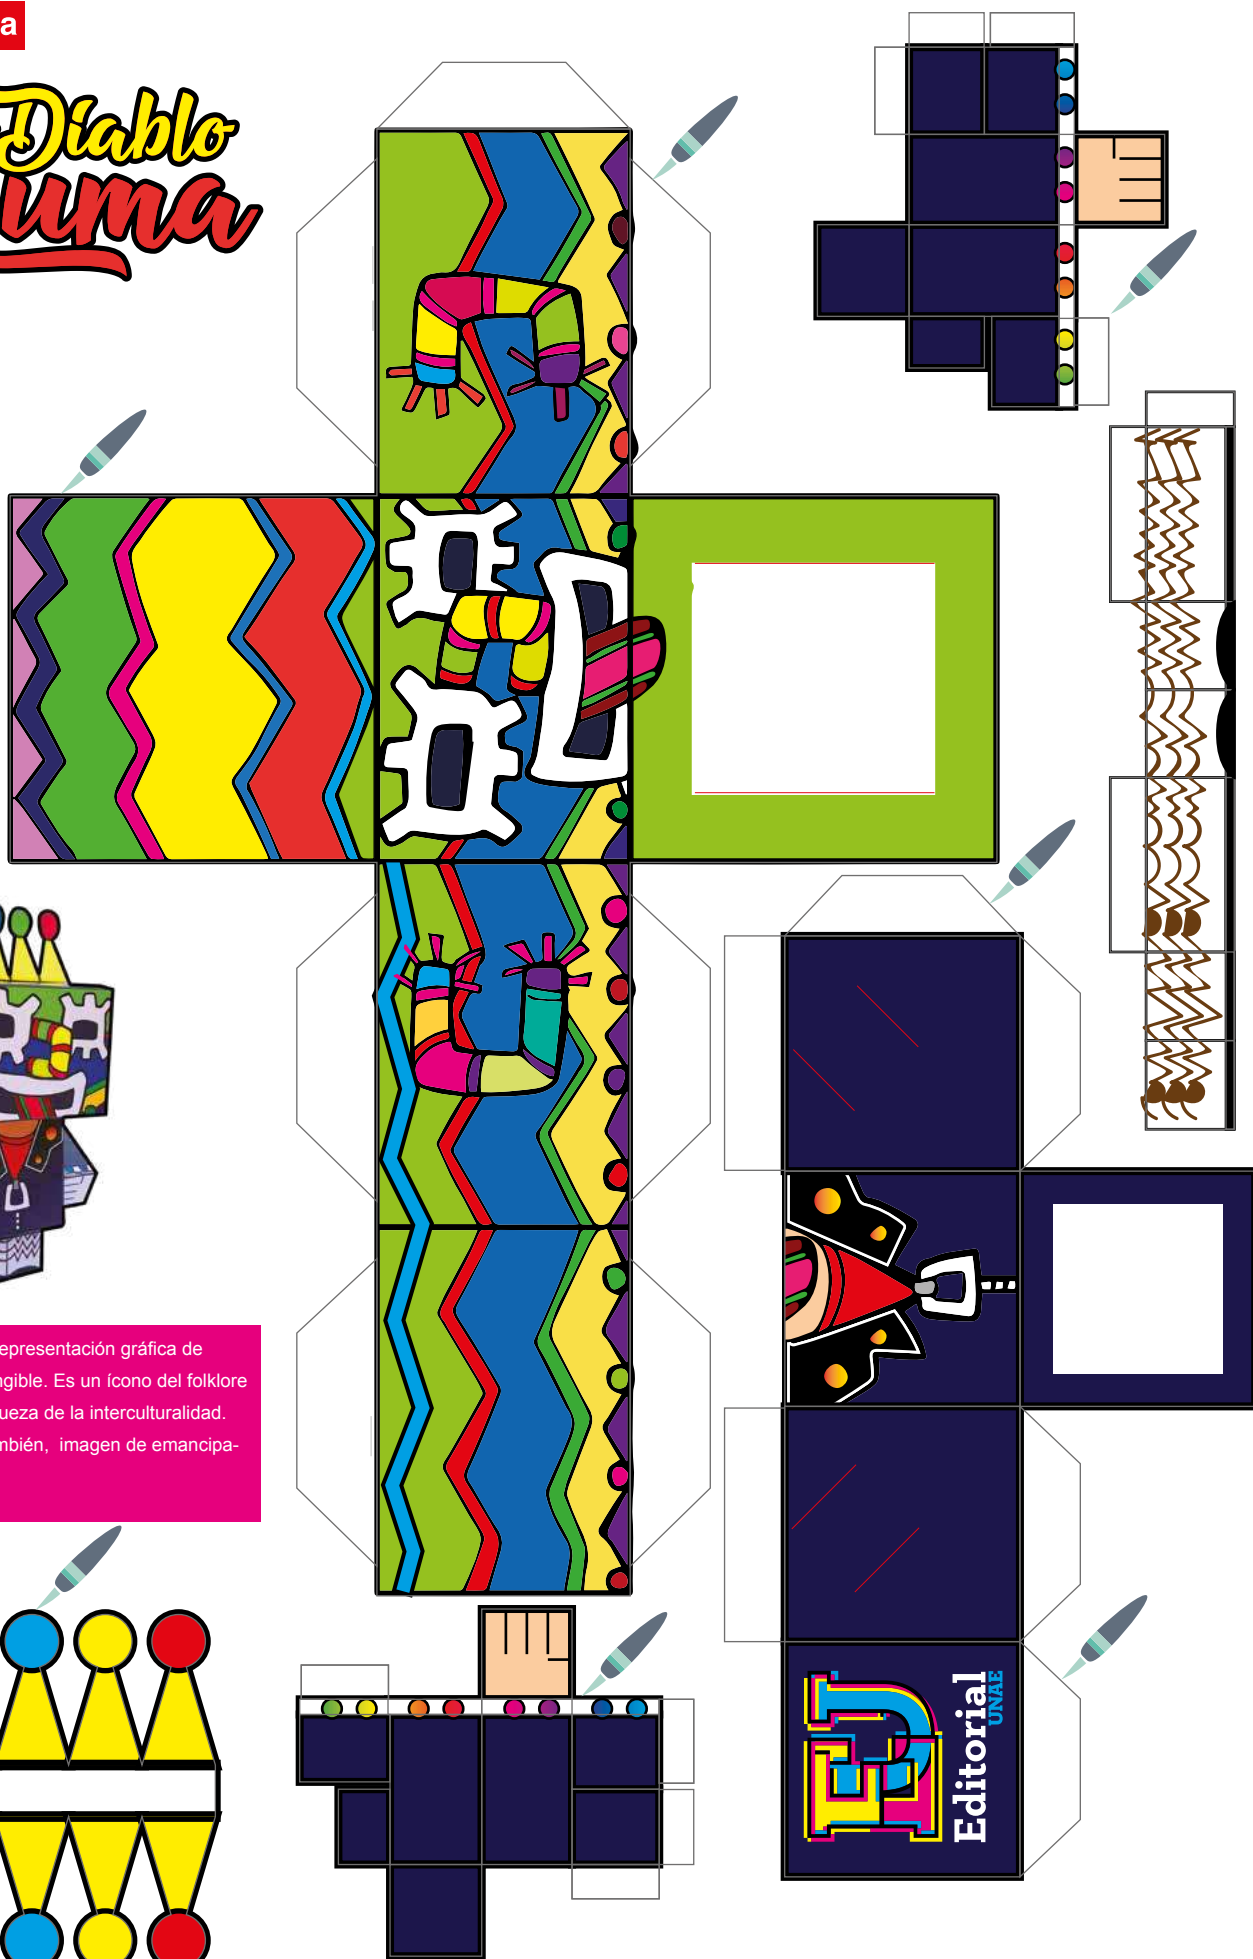 a
Diablo
uma
epresentación gráfica de
ngible. Es un ícono del folklore
ueza de la interculturalidad.
mbién, imagen de emancipa-
EU
Editorial
UNAE